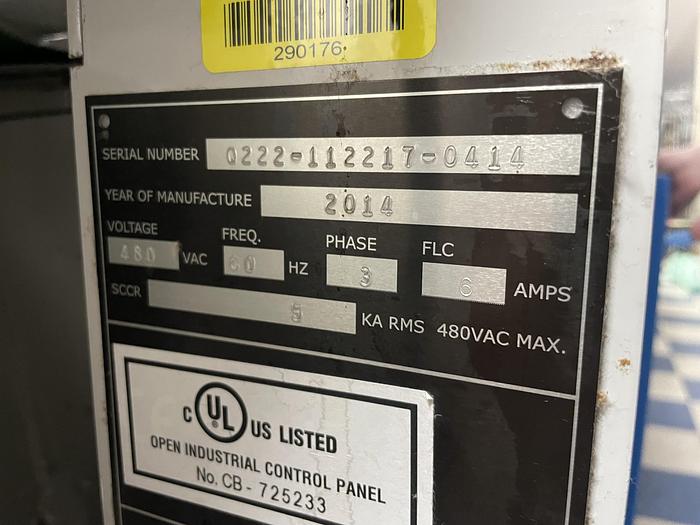 290176
SERIAL NUMBER Q222-112217-0414
YEAR OF MANUFACTURE 2014
VOLTAGE FREQ. PHASE FLC
480 VAC 60 HZ 3 6 AMPS
SCCR 5 KA RMS 480VAC MAX.
C UL ® US LISTED
OPEN INDUSTRIAL CONTROL PANEL
No. CB - 725233